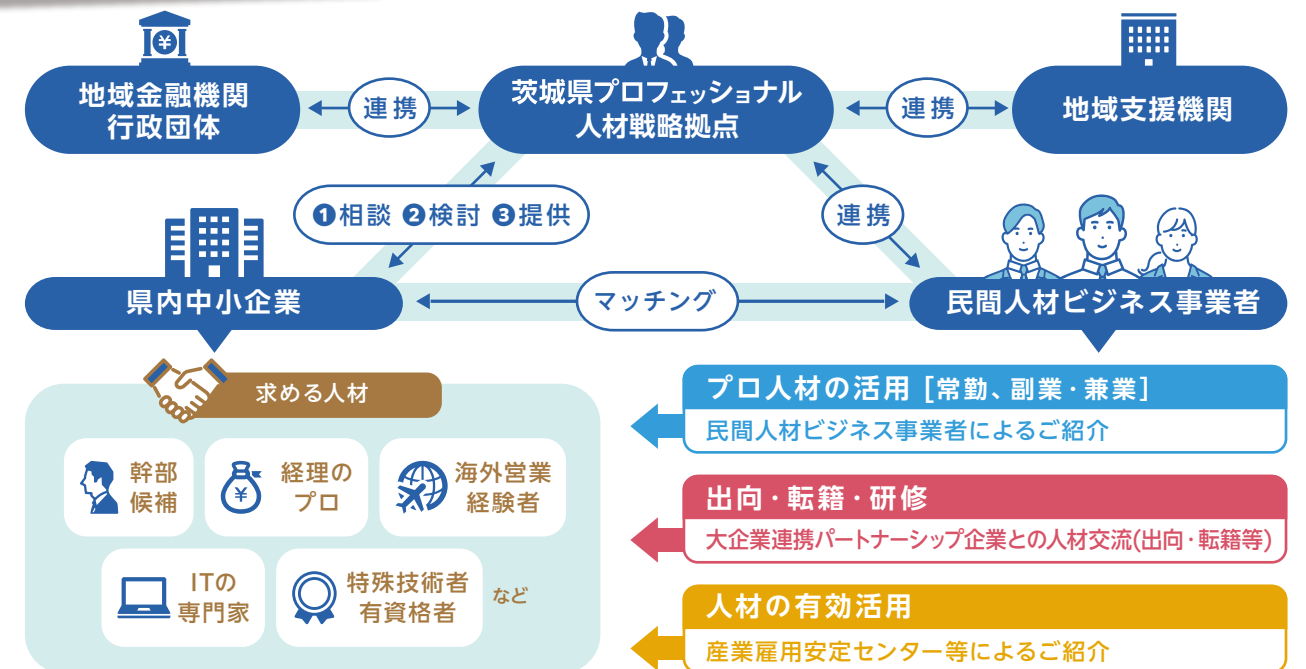 地域金融機関
行政団体
連携
茨城県プロフェッショナル
人材戦略拠点
連携
地域支援機関
❶相談 ❷検討 ❸提供
連携
県内中小企業
マッチング
民間人材ビジネス事業者
求める人材
幹部
候補
経理の
プロ
海外営業
経験者
ITの
専門家
特殊技術者
有資格者
など
プロ人材の活用 [常勤、副業・兼業]
民間人材ビジネス事業者によるご紹介
出向・転籍・研修
大企業連携パートナーシップ企業との人材交流(出向・転籍等)
人材の有効活用
産業雇用安定センター等によるご紹介